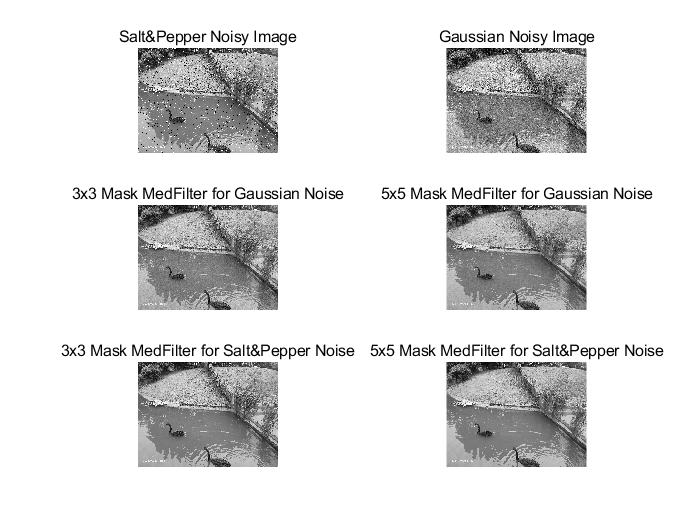 Salt&Pepper Noisy Image
Gaussian Noisy Image
3x3 Mask MedFilter for Gaussian Noise
5x5 Mask MedFilter for Gaussian Noise
3x3 Mask MedFilter for Salt&Pepper Noise
5x5 Mask MedFilter for Salt&Pepper Noise